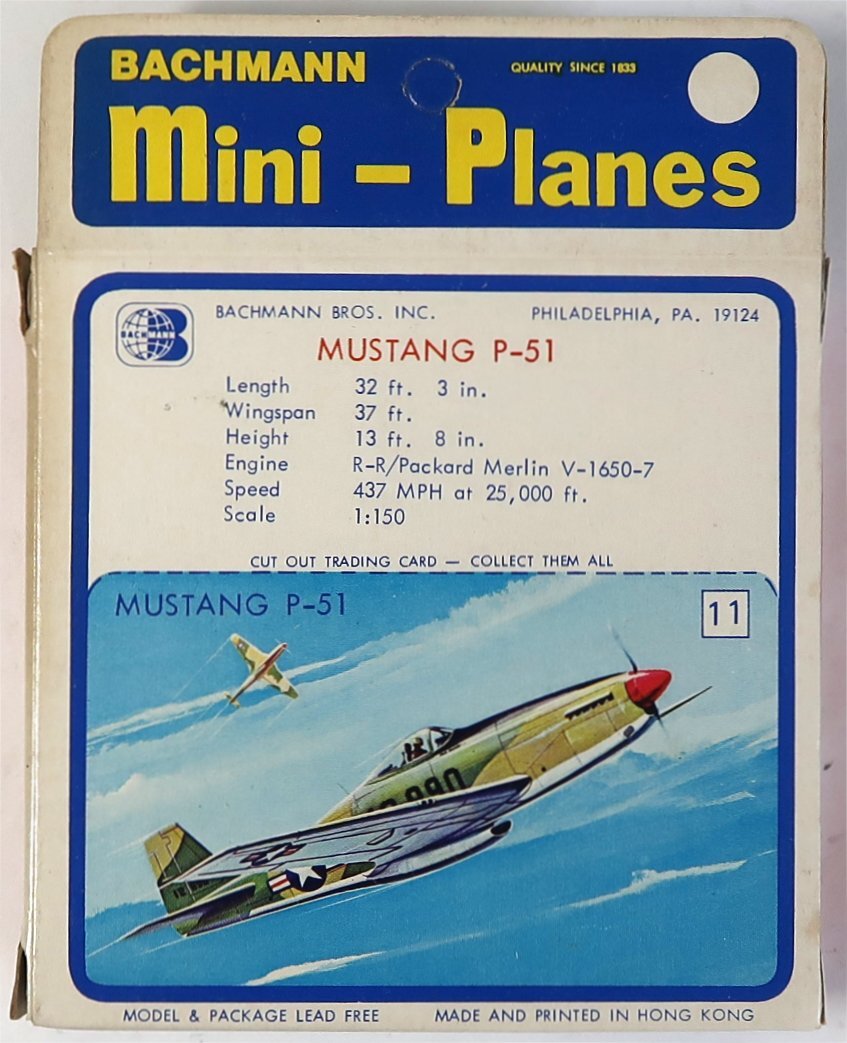 BACHMANN QUALITY SINCE 1833
Mini - Planes
BACHMANN
BACHMANN BROS. INC. PHILADELPHIA, PA. 19124
MUSTANG P-51
Length 32 ft. 3 in.
Wingspan 37 ft.
Height 13 ft. 8 in.
Engine R-R/Packard Merlin V-1650-7
Speed 437 MPH at 25,000 ft.
Scale 1:150
CUT OUT TRADING CARD — COLLECT THEM ALL
MUSTANG P-51 11
MODEL & PACKAGE LEAD FREE MADE AND PRINTED IN HONG KONG